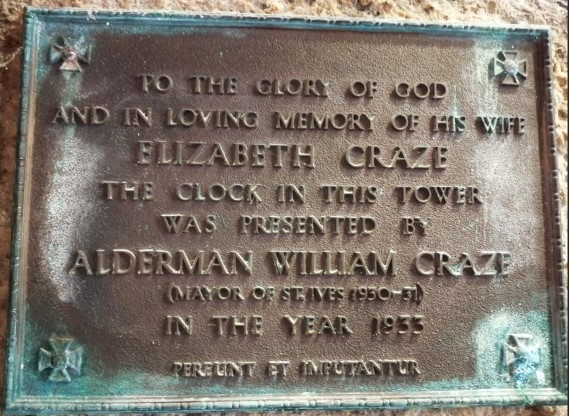 TO THE GLORY OF GOD
AND IN LOVING MEMORY OF HIS WIFE
ELIZABETH CRAZE
THE CLOCK IN THIS TOWER
WAS PRESENTED BY
ALDERMAN WILLIAM CRAZE
(MAYOR OF ST. IVES 1930-31)
IN THE YEAR 1933
PEREUNT ET IMPUTANTUR